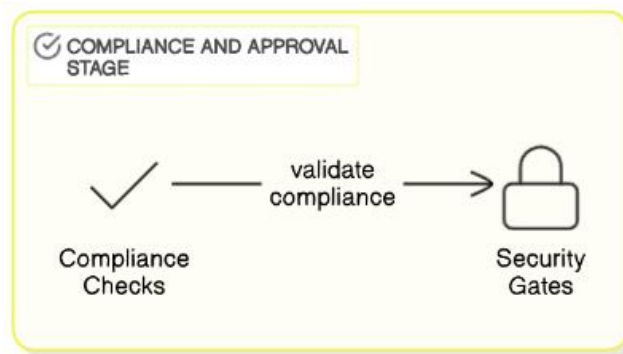 COMPLIANCE AND APPROVAL
STAGE
validate
compliance
Compliance
Checks
Security
Gates